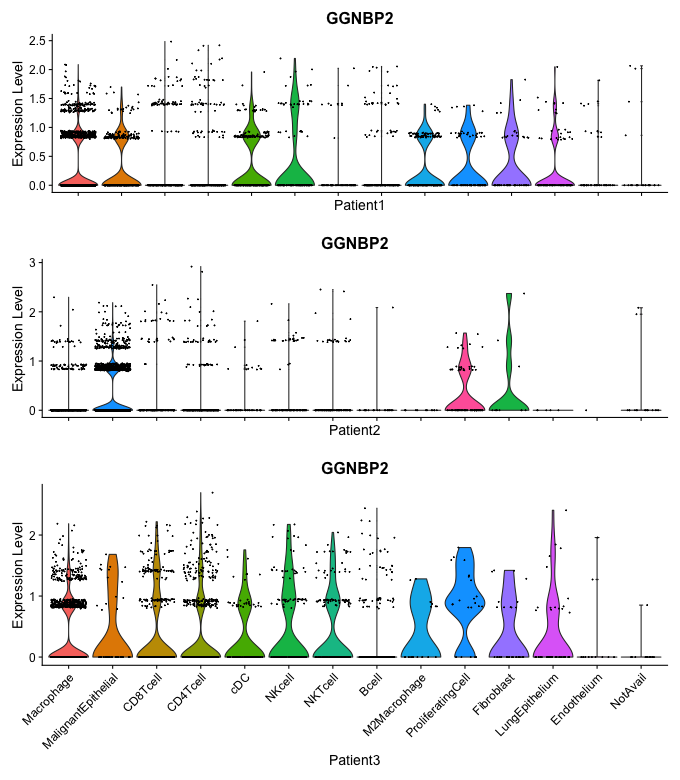 GGNBP2
Expression Level
2.5
2.0
1.5
1.0
0.5
0.0
Patient1
GGNBP2
Expression Level
3
2
1
0
Patient2
GGNBP2
Expression Level
2
1
0
Macrophage
MalignantEpithelial
CD8Tcell
CD4Tcell
cDC
NKcell
NKTcell
Bcell
M2Macrophage
ProliferatingCell
Fibroblast
LungEpithelium
Endothelium
NotAvail
Patient3